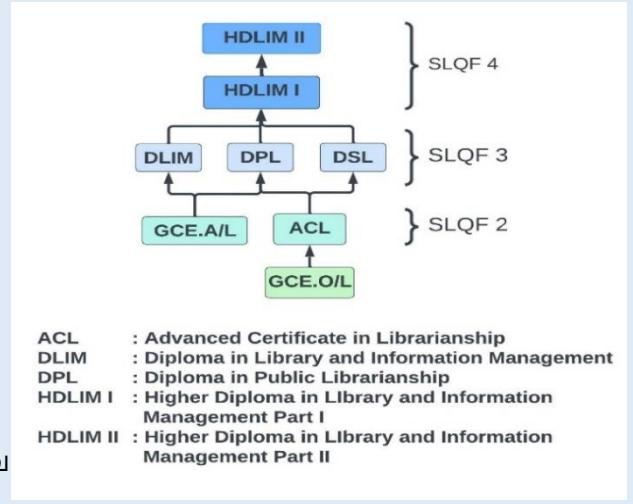 HDLIM II
SLQF 4
HDLIM I
DLIM
DPL
DSL
SLQF 3
GCE.A/L
ACL
SLQF 2
GCE.O/L
ACL : Advanced Certificate in Librarianship
DLIM : Diploma in Library and Information Management
DPL : Diploma in Public Librarianship
HDLIM I : Higher Diploma in LIbrary and Information
Management Part I
HDLIM II : Higher Diploma in LIbrary and Information
Management Part II